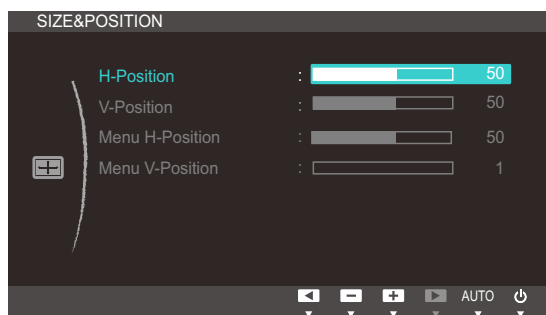 SIZE&POSITION
H-Position : 50
V-Position : 50
Menu H-Position : 50
Menu V-Position : 1
AUTO